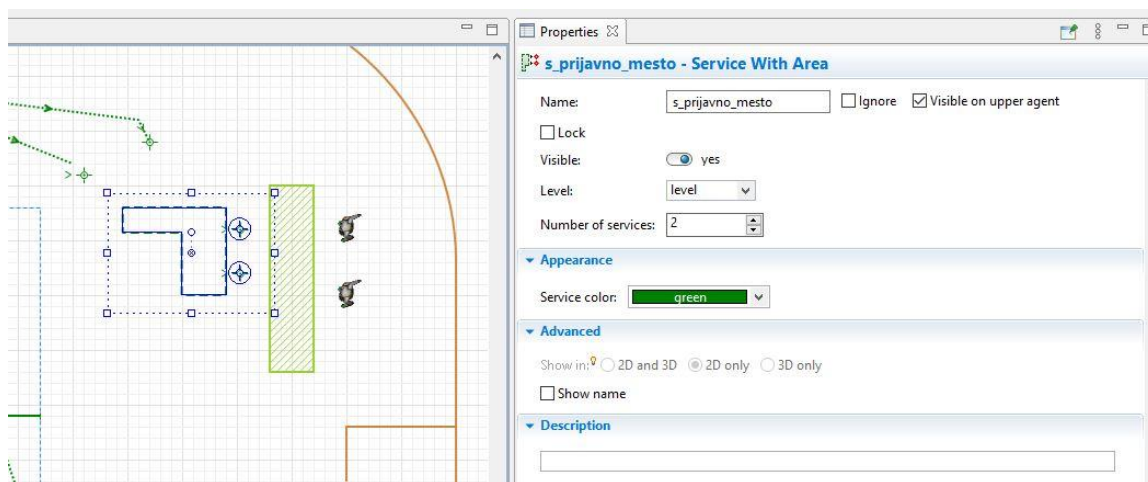 Properties
s_prijavno_mesto - Service With Area
Name: s_prijavno_mesto Ignore Visible on upper agent
Lock
Visible: yes
Level: level
Number of services: 2
Appearance
Service color: green
Advanced
Show in: 2D and 3D 2D only 3D only
Show name
Description